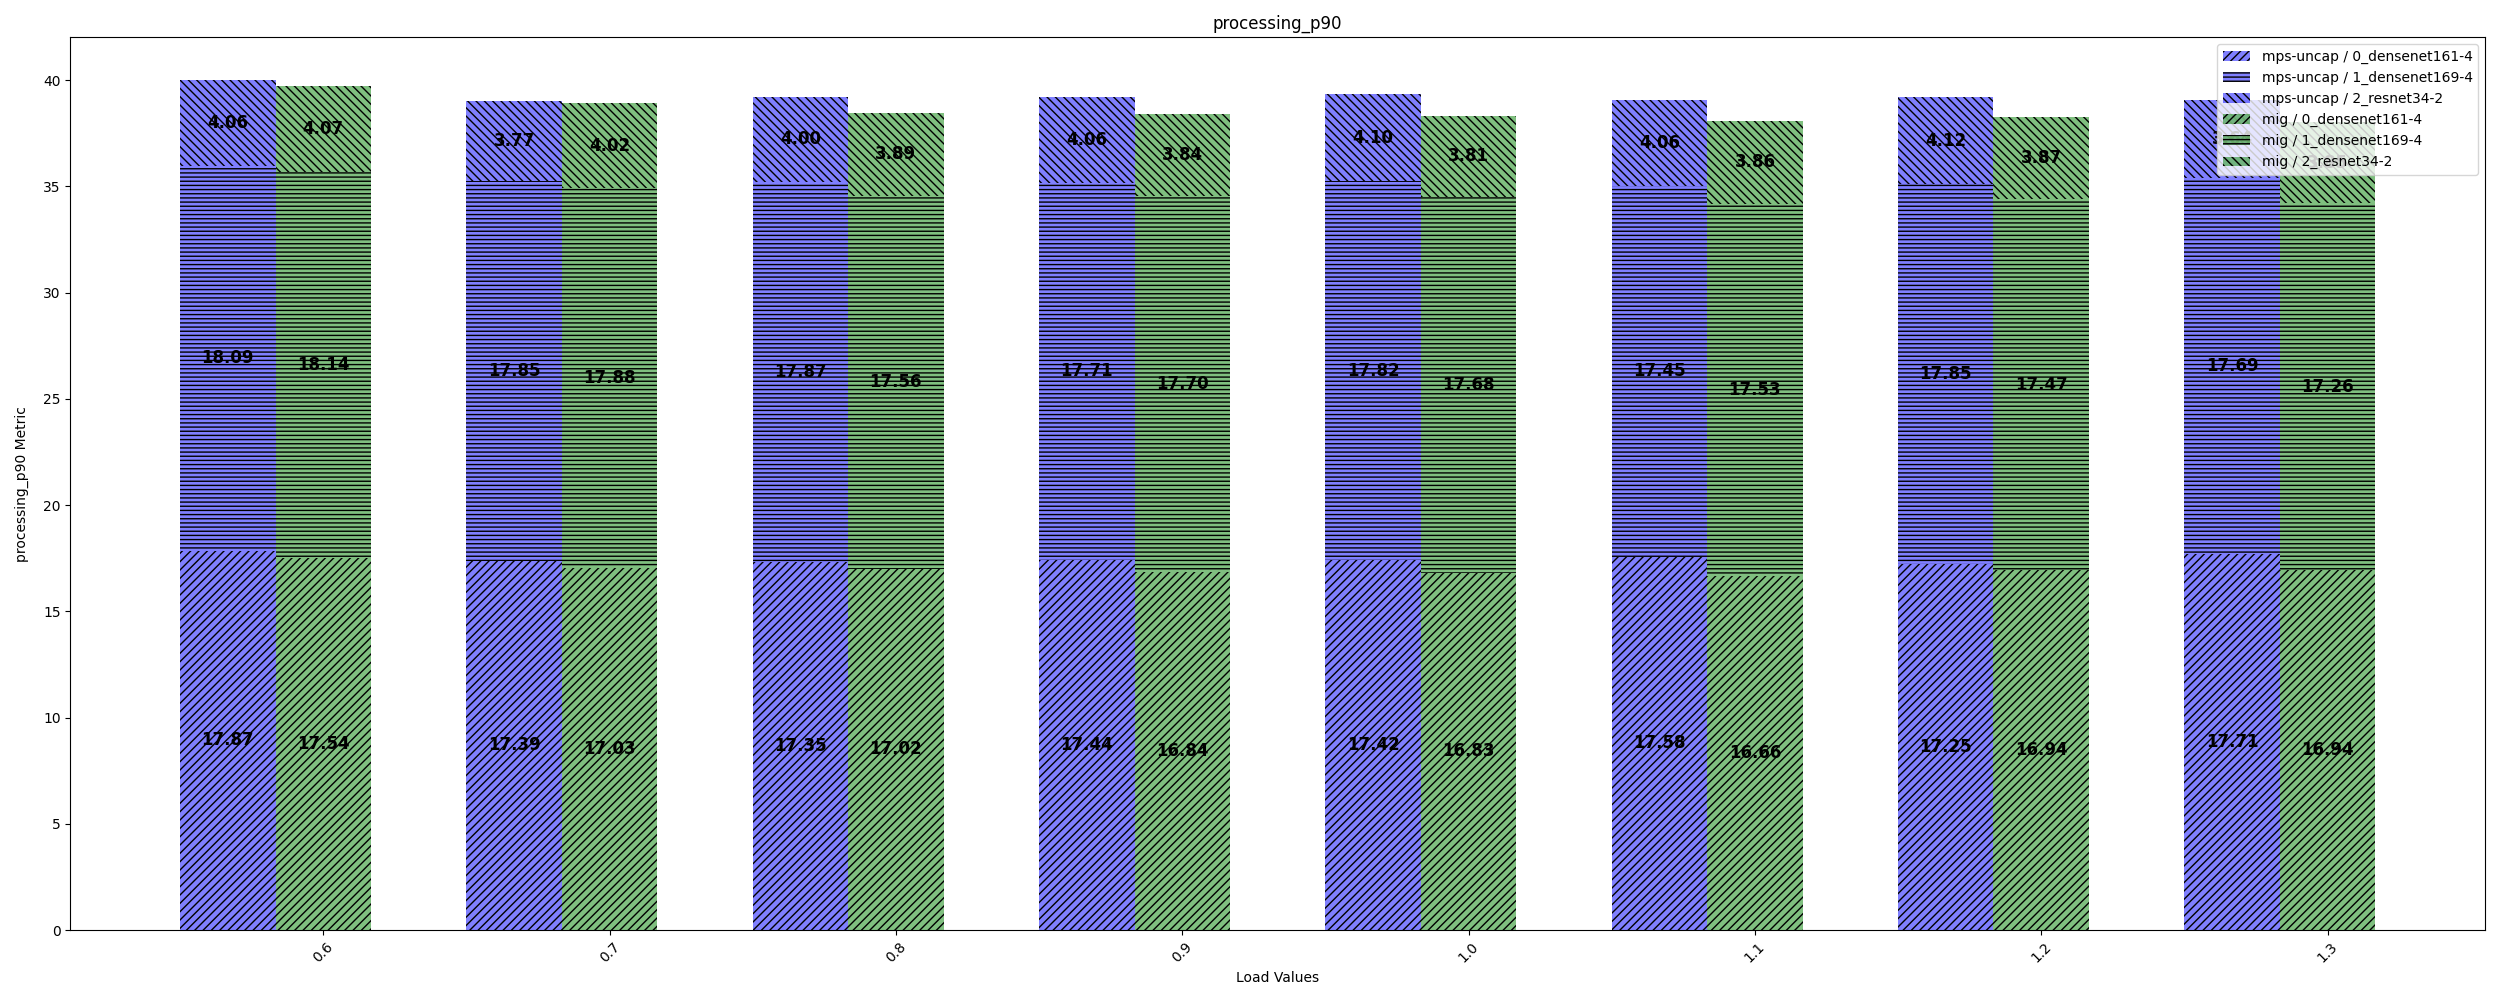 processing_p90
mps-uncap / 0_densenet161-4
mps-uncap / 1_densenet169-4
mps-uncap / 2_resnet34-2
mig / 0_densenet161-4
mig / 1_densenet169-4
mig / 2_resnet34-2
40
35
30
25
20
15
10
5
0
processing_p90 Metric
4.06 4.07 3.77 4.02 4.00 3.89 4.06 3.84 4.10 3.81 4.06 3.86 4.12 3.87
18.09 18.14 17.85 17.88 17.87 17.56 17.71 17.70 17.82 17.68 17.45 17.53 17.85 17.47 17.69 17.26
17.87 17.54 17.39 17.03 17.35 17.02 17.44 16.84 17.42 16.83 17.58 16.66 17.25 16.94 17.71 16.94
0.6 0.7 0.8 0.9 1.0 1.1 1.2 1.3
Load Values